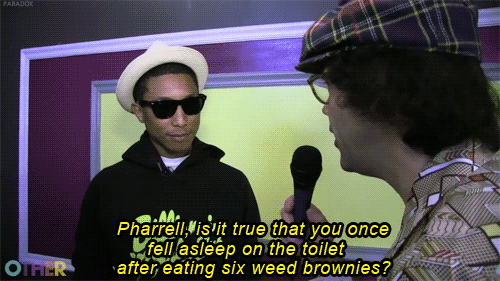 PARADOX
Pharrell, is it true that you once
fell asleep on the toilet
after eating six weed brownies?
OTHER